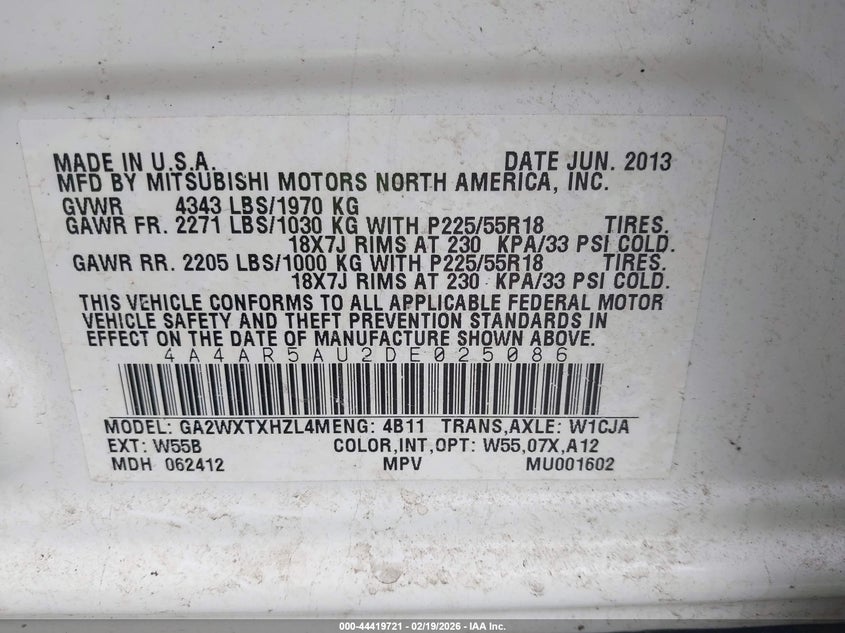 MADE IN U.S.A. DATE JUN. 2013
MFD BY MITSUBISHI MOTORS NORTH AMERICA, INC.
GVWR 4343 LBS/1970 KG
GAWR FR. 2271 LBS/1030 KG WITH P225/55R18 TIRES.
18X7J RIMS AT 230 KPA/33 PSI COLD.
GAWR RR. 2205 LBS/1000 KG WITH P225/55R18 TIRES.
18X7J RIMS AT 230 KPA/33 PSI COLD.
THIS VEHICLE CONFORMS TO ALL APPLICABLE FEDERAL MOTOR
VEHICLE SAFETY AND THEFT PREVENTION STANDARDS IN
EFFECT ON THE DATE OF MANUFACTURE SHOWN ABOVE.
4A4AR5AU2DE025086
MODEL: GA2WXTXHZL4MENG: 4B11 TRANS,AXLE: W1CJA
EXT: W55B COLOR,INT,OPT: W55,07X,A12
MDH 062412 MPV MU001602
000-44419721 - 02/19/2026 - IAA Inc.